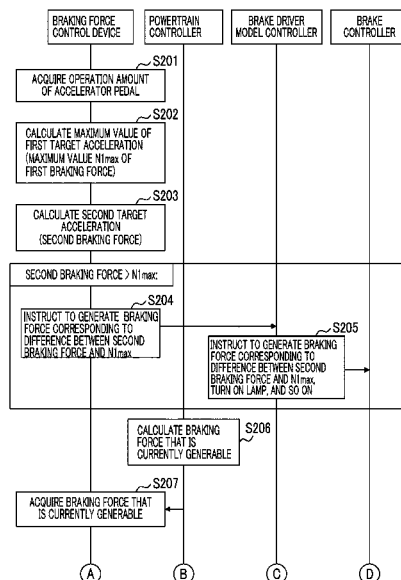 BRAKING FORCE
CONTROL DEVICE
POWERTRAIN
CONTROLLER
BRAKE DRIVER
MODEL CONTROLLER
BRAKE
CONTROLLER
S201
ACQUIRE OPERATION AMOUNT
OF ACCELERATOR PEDAL
S202
CALCULATE MAXIMUM VALUE OF
FIRST TARGET ACCELERATION
(MAXIMUM VALUE N1max OF
FIRST BRAKING FORCE)
S203
CALCULATE SECOND TARGET
ACCELERATION
(SECOND BRAKING FORCE)
SECOND BRAKING FORCE > N1max:
S204
INSTRUCT TO GENERATE BRAKING
FORCE CORRESPONDING TO
DIFFERENCE BETWEEN SECOND
BRAKING FORCE AND N1max
S205
INSTRUCT TO GENERATE BRAKING
FORCE CORRESPONDING TO
DIFFERENCE BETWEEN SECOND
BRAKING FORCE AND N1max,
TURN ON LAMP, AND SO ON
S206
CALCULATE BRAKING
FORCE THAT IS
CURRENTLY GENERABLE
S207
ACQUIRE BRAKING FORCE THAT
IS CURRENTLY GENERABLE
A B C D